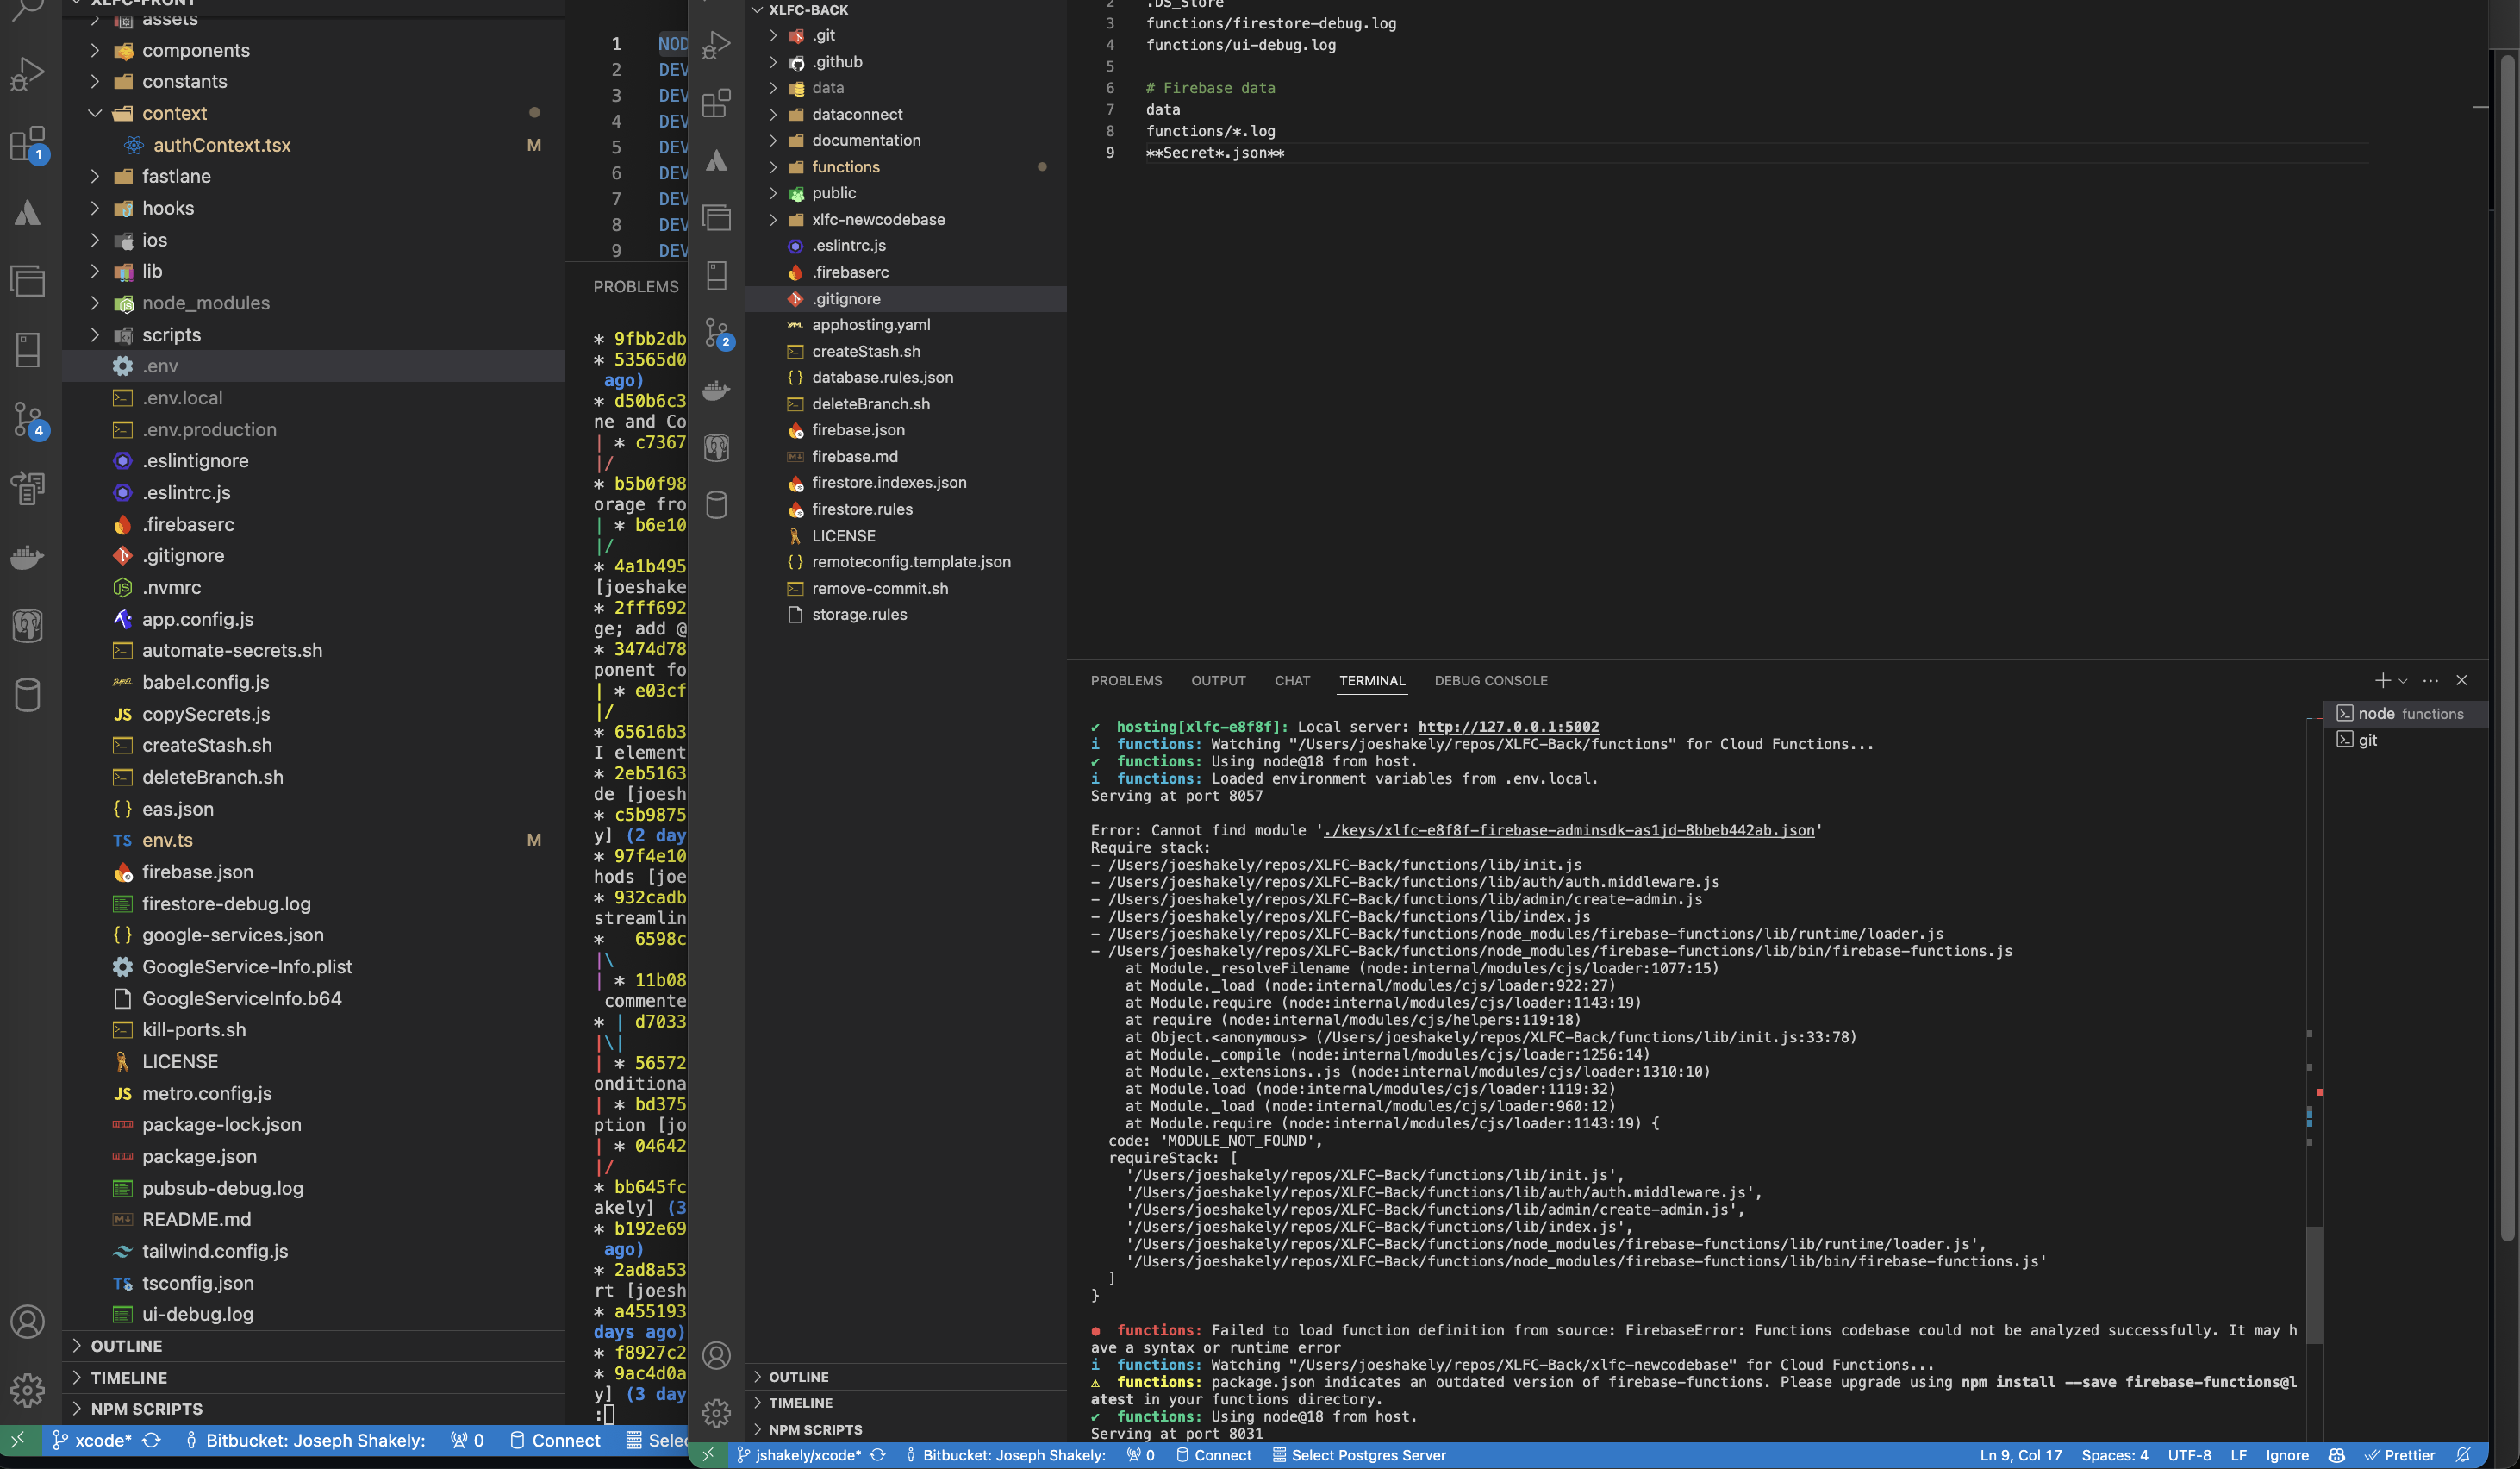 XLFC-FRONT
assets
components
constants
context
authContext.tsx M
fastlane
hooks
ios
lib
node_modules
scripts
.env
.env.local
.env.production
.eslintignore
.eslintrc.js
.firebaserc
.gitignore
.nvmrc
app.config.js
automate-secrets.sh
babel.config.js
copySecrets.js
createStash.sh
deleteBranch.sh
eas.json
env.ts M
firebase.json
firestore-debug.log
google-services.json
GoogleService-Info.plist
GoogleServiceInfo.b64
kill-ports.sh
LICENSE
metro.config.js
package-lock.json
package.json
pubsub-debug.log
README.md
tailwind.config.js
tsconfig.json
ui-debug.log
OUTLINE
TIMELINE
NPM SCRIPTS
1
4
xcode* Bitbucket: Joseph Shakely: 0 Connect Selec
1 NOD
2 DEV
3 DEV
4 DEV
5 DEV
6 DEV
7 DEV
8 DEV
9 DEV
PROBLEMS
* 9fbb2db
* 53565d0
ago)
* d50b6c3
ne and Co
| * c7367
|/
* b5b0f98
orage fro
| * b6e10
|/
* 4a1b495
[joeshake
* 2fff692
ge; add @
* 3474d78
ponent fo
| * e03cf
|/
* 65616b3
I element
* 2eb5163
de [joesh
* c5b9875
y] (2 day
* 97f4e10
hods [joe
* 932cadb
streamlin
*   6598c
|\
| * 11b08
commente
* | d7033
|\|
| * 56572
onditiona
| * bd375
ption [jo
| * 04642
|/
* bb645fc
akely] (3
* b192e69
ago)
* 2ad8a53
rt [joesh
* a455193
days ago)
* f8927c2
* 9ac4d0a
y] (3 day
:
XLFC-BACK
.git
.github
data
dataconnect
documentation
functions
public
xlfc-newcodebase
.eslintrc.js
.firebaserc
.gitignore
apphosting.yaml
createStash.sh
database.rules.json
deleteBranch.sh
firebase.json
firebase.md
firestore.indexes.json
firestore.rules
LICENSE
remoteconfig.template.json
remove-commit.sh
storage.rules
OUTLINE
TIMELINE
NPM SCRIPTS
2
2 .DS_Store
3 functions/firestore-debug.log
4 functions/ui-debug.log
5
6 # Firebase data
7 data
8 functions/*.log
9 **Secret*.json**
PROBLEMS OUTPUT CHAT TERMINAL DEBUG CONSOLE
node functions
git
✔ hosting[xlfc-e8f8f]: Local server: http://127.0.0.1:5002
i functions: Watching "/Users/joeshakely/repos/XLFC-Back/functions" for Cloud Functions...
✔ functions: Using node@18 from host.
i functions: Loaded environment variables from .env.local.
Serving at port 8057
Error: Cannot find module './keys/xlfc-e8f8f-firebase-adminsdk-as1jd-8bbeb442ab.json'
Require stack:
- /Users/joeshakely/repos/XLFC-Back/functions/lib/init.js
- /Users/joeshakely/repos/XLFC-Back/functions/lib/auth/auth.middleware.js
- /Users/joeshakely/repos/XLFC-Back/functions/lib/admin/create-admin.js
- /Users/joeshakely/repos/XLFC-Back/functions/lib/index.js
- /Users/joeshakely/repos/XLFC-Back/functions/node_modules/firebase-functions/lib/runtime/loader.js
- /Users/joeshakely/repos/XLFC-Back/functions/node_modules/firebase-functions/lib/bin/firebase-functions.js
at Module._resolveFilename (node:internal/modules/cjs/loader:1077:15)
at Module._load (node:internal/modules/cjs/loader:922:27)
at Module.require (node:internal/modules/cjs/loader:1143:19)
at require (node:internal/modules/cjs/helpers:119:18)
at Object.<anonymous> (/Users/joeshakely/repos/XLFC-Back/functions/lib/init.js:33:78)
at Module._compile (node:internal/modules/cjs/loader:1256:14)
at Module._extensions..js (node:internal/modules/cjs/loader:1310:10)
at Module.load (node:internal/modules/cjs/loader:1119:32)
at Module._load (node:internal/modules/cjs/loader:960:12)
at Module.require (node:internal/modules/cjs/loader:1143:19) {
code: 'MODULE_NOT_FOUND',
requireStack: [
'/Users/joeshakely/repos/XLFC-Back/functions/lib/init.js',
'/Users/joeshakely/repos/XLFC-Back/functions/lib/auth/auth.middleware.js',
'/Users/joeshakely/repos/XLFC-Back/functions/lib/admin/create-admin.js',
'/Users/joeshakely/repos/XLFC-Back/functions/lib/index.js',
'/Users/joeshakely/repos/XLFC-Back/functions/node_modules/firebase-functions/lib/runtime/loader.js',
'/Users/joeshakely/repos/XLFC-Back/functions/node_modules/firebase-functions/lib/bin/firebase-functions.js'
]
}
functions: Failed to load function definition from source: FirebaseError: Functions codebase could not be analyzed successfully. It may h
ave a syntax or runtime error
i functions: Watching "/Users/joeshakely/repos/XLFC-Back/xlfc-newcodebase" for Cloud Functions...
⚠ functions: package.json indicates an outdated version of firebase-functions. Please upgrade using npm install --save firebase-functions@l
atest in your functions directory.
✔ functions: Using node@18 from host.
Serving at port 8031
jshakely/xcode* Bitbucket: Joseph Shakely: 0 Connect Select Postgres Server Ln 9, Col 17 Spaces: 4 UTF-8 LF Ignore Prettier